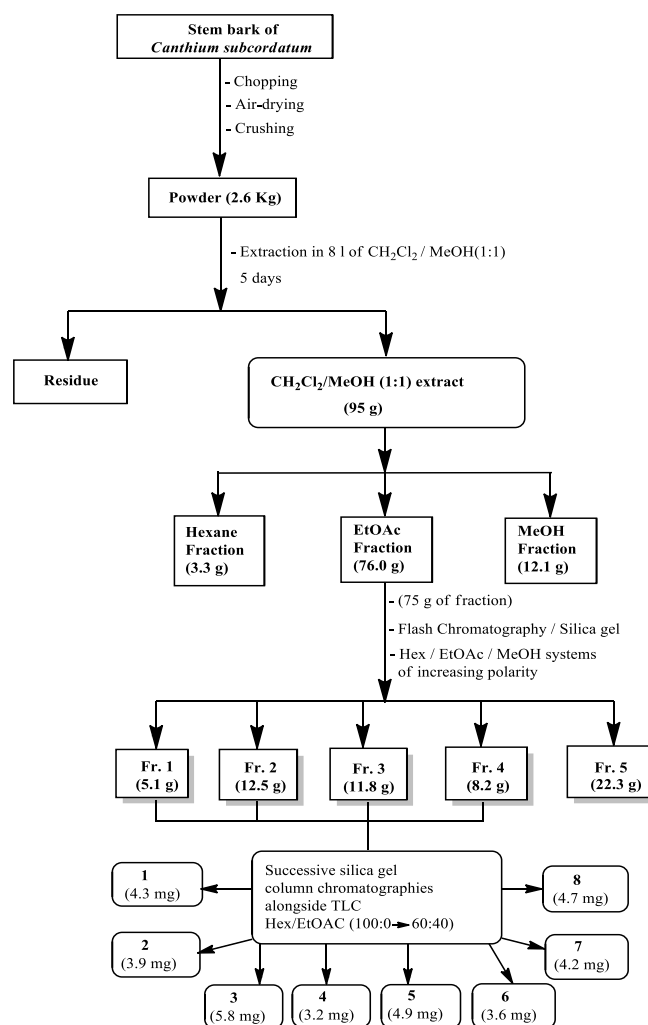 Stem bark of
Canthium subcordatum
- Chopping
- Air-drying
- Crushing
Powder (2.6 Kg)
- Extraction in 8 l of CH₂Cl₂ / MeOH(1:1)
5 days
Residue
CH₂Cl₂/MeOH (1:1) extract
(95 g)
Hexane
Fraction
(3.3 g)
EtOAc
Fraction
(76.0 g)
MeOH
Fraction
(12.1 g)
- (75 g of fraction)
- Flash Chromatography / Silica gel
- Hex / EtOAc / MeOH systems
of increasing polarity
Fr. 1
(5.1 g)
Fr. 2
(12.5 g)
Fr. 3
(11.8 g)
Fr. 4
(8.2 g)
Fr. 5
(22.3 g)
Successive silica gel
column chromatographies
alongside TLC
Hex/EtOAC (100:0→60:40)
1
(4.3 mg)
2
(3.9 mg)
3
(5.8 mg)
4
(3.2 mg)
5
(4.9 mg)
6
(3.6 mg)
7
(4.2 mg)
8
(4.7 mg)